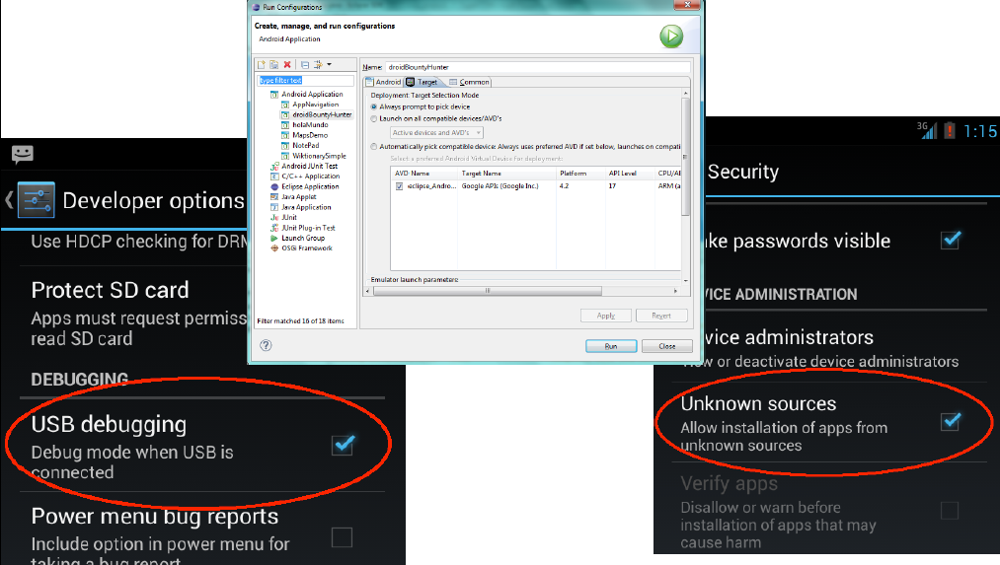 Run Configurations
Create, manage, and run configurations
Android Application
type filter text
Android Application
AppNavigation
droidBountyHunter
holaMundo
MapsDemo
NotePad
WiktionarySimple
Android JUnit Test
C/C++ Application
Eclipse Application
Java Applet
Java Application
JUnit
JUnit Plug-in Test
Launch Group
OSGi Framework
Filter matched 16 of 18 items
Name: droidBountyHunter
Android Target Common
Deployment Target Selection Mode
Always prompt to pick device
Launch on all compatible devices/AVD's
Active devices and AVD's
Automatically pick compatible device: Always uses preferred AVD if set below, launches on compati
Select a preferred Android Virtual Device for deployment:
AVD Name Target Name Platform API Level CPU/AB
eclipse_Andro... Google APIs (Google Inc.) 4.2 17 ARM (a
Emulator launch parameters:
Apply Revert
Run Close
Developer options
Use HDCP checking for DRM
Protect SD card
Apps must request permiss
read SD card
DEBUGGING
USB debugging
Debug mode when USB is
connected
Power menu bug reports
Include option in power menu for
taking a bug report
3G 1:15
Security
ke passwords visible
VICE ADMINISTRATION
vice administrators
View or deactivate device administrators
Unknown sources
Allow installation of apps from
unknown sources
Verify apps
Disallow or warn before
installation of apps that may
cause harm